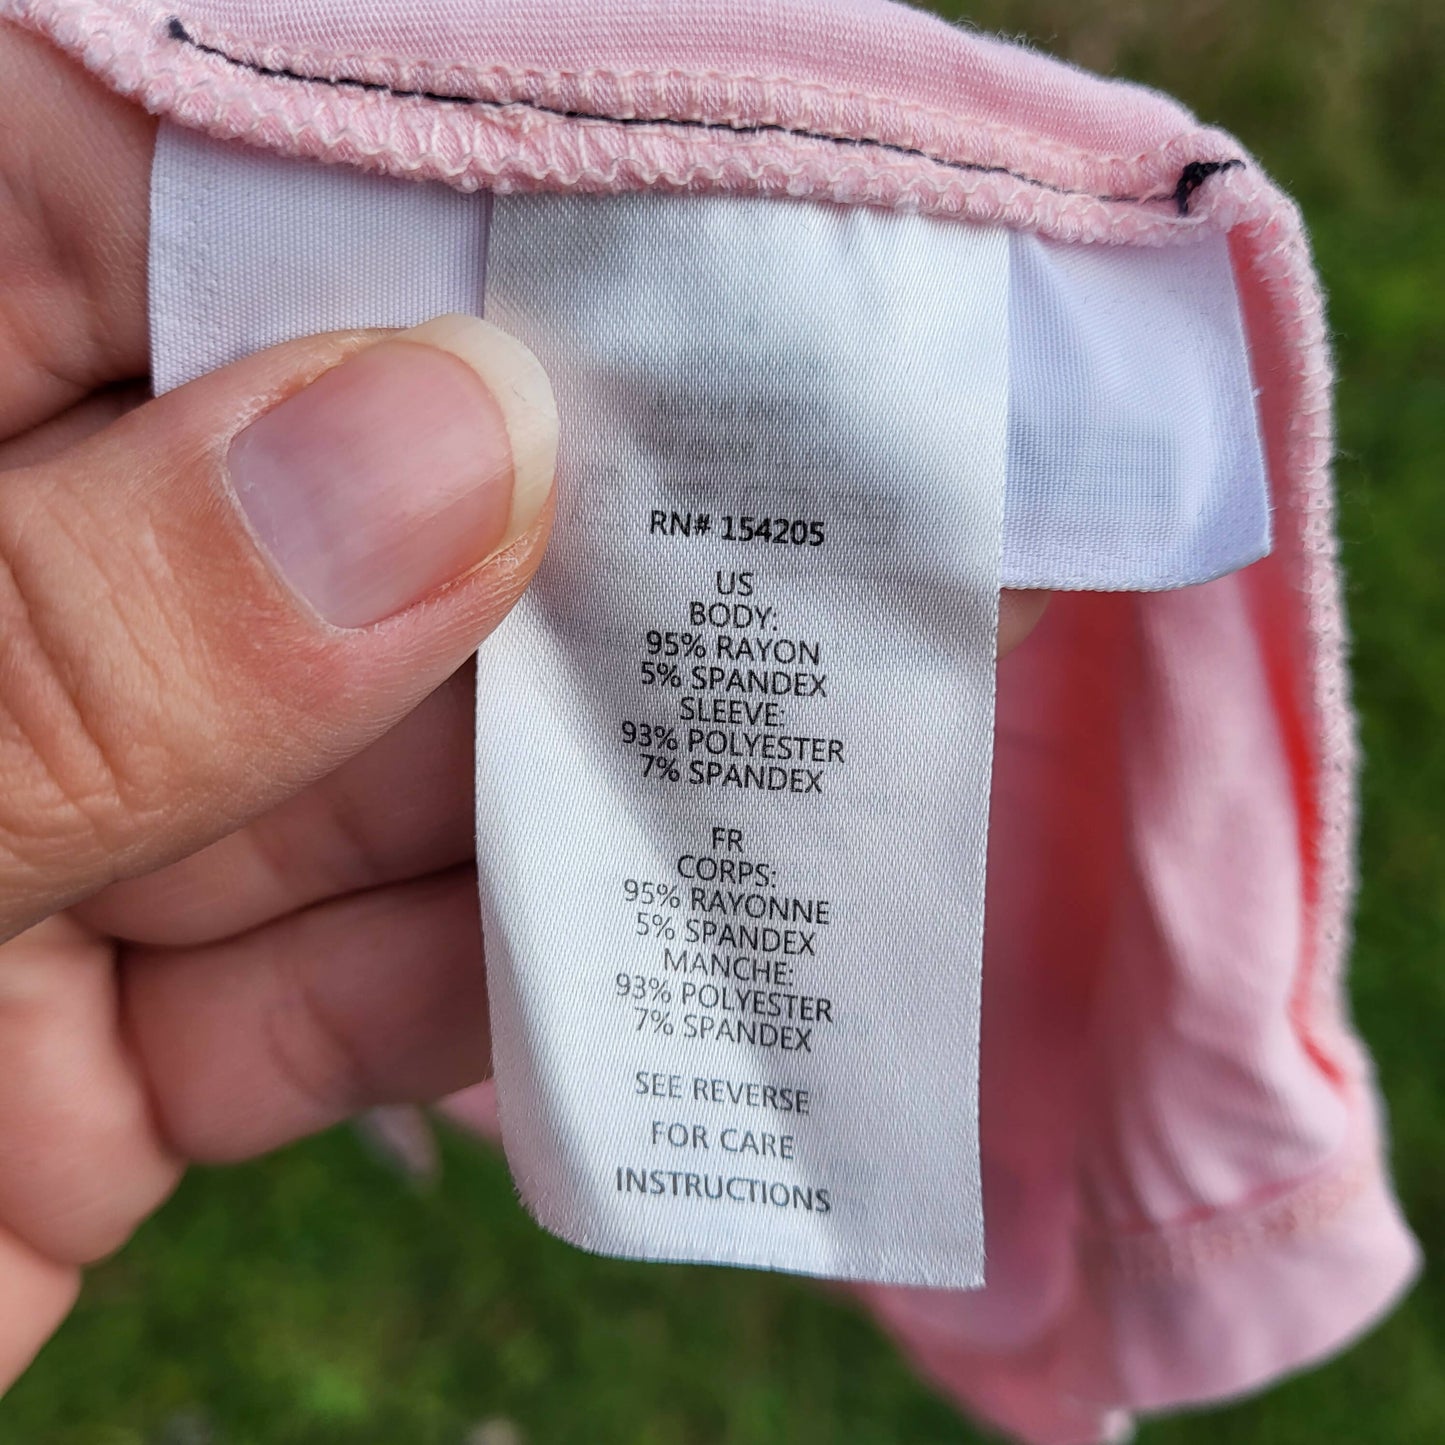 RN# 154205
US
BODY:
95% RAYON
5% SPANDEX
SLEEVE:
93% POLYESTER
7% SPANDEX
FR
CORPS:
95% RAYONNE
5% SPANDEX
MANCHE:
93% POLYESTER
7% SPANDEX
SEE REVERSE
FOR CARE
INSTRUCTIONS